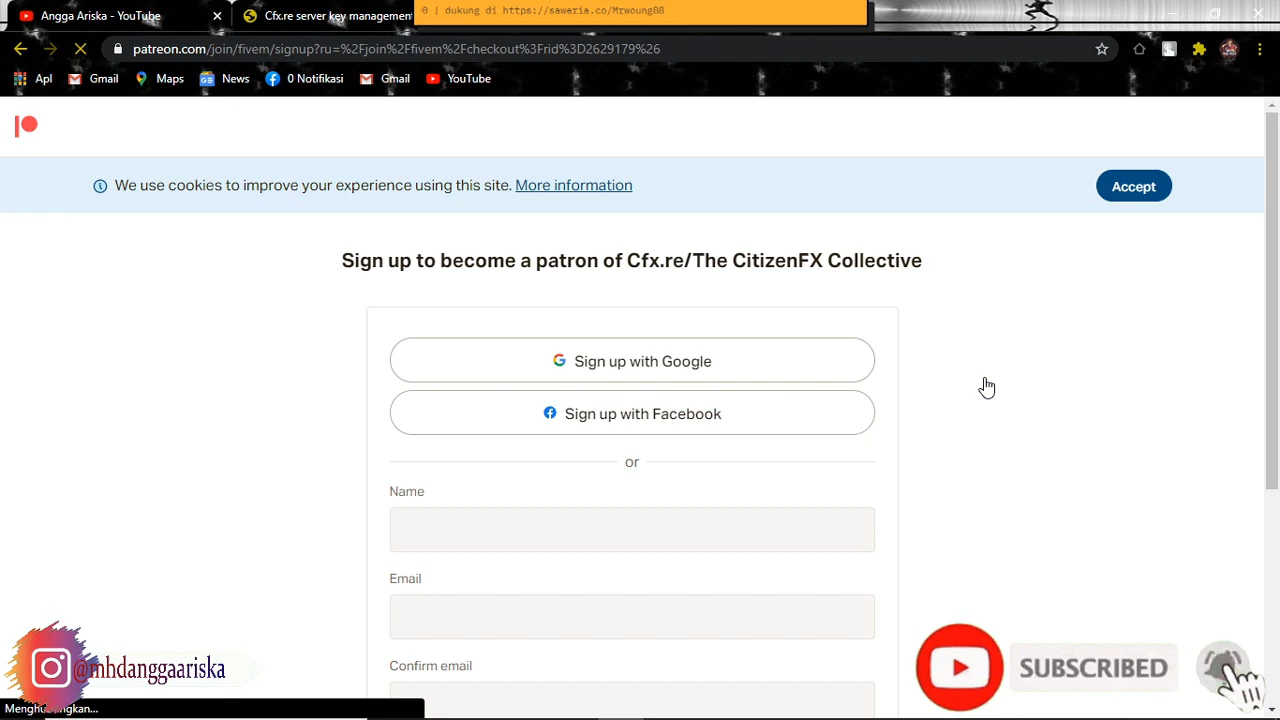 Angga Ariska - YouTube
Cfx.re server key management
| dukung di https://saweria.co/Mrwoung88
patreon.com/join/fivem/signup?ru=%2Fjoin%2Ffivem%2Fcheckout%3Frid%3D2629179%26
Apl
Gmail
Maps
News
0 Notifikasi
Gmail
YouTube
We use cookies to improve your experience using this site. More information
Accept
Sign up to become a patron of Cfx.re/The CitizenFX Collective
Sign up with Google
Sign up with Facebook
or
Name
Email
Confirm email
@mhdanggaariska
SUBSCRIBED